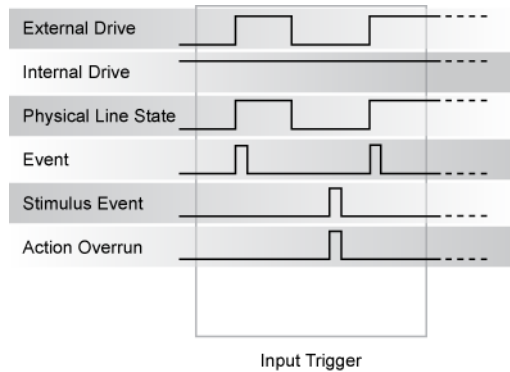 External Drive
Internal Drive
Physical Line State
Event
Stimulus Event
Action Overrun
Input Trigger